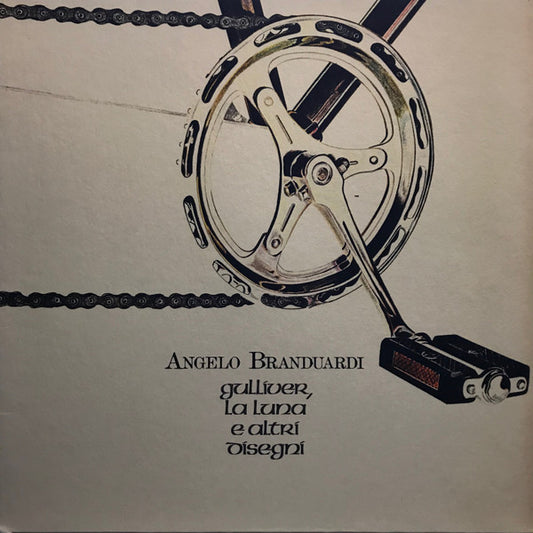 ANGELO BRANDUARDI
gulliver,
la luna
e altri
disegni